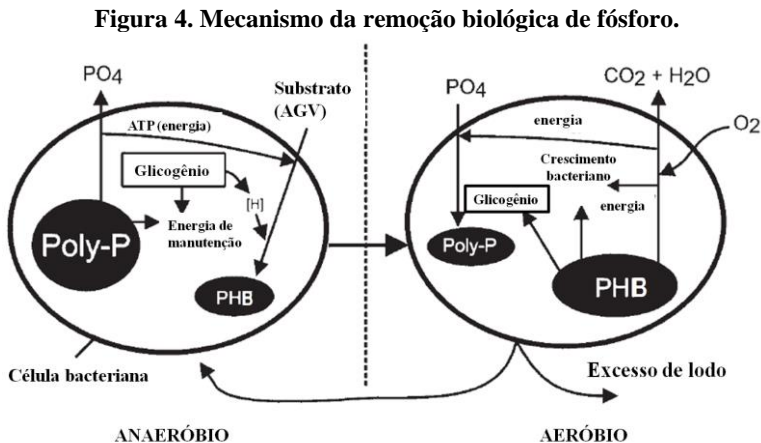 Figura 4. Mecanismo da remoção biológica de fósforo.
PO4
Substrato
(AGV)
ATP (energia)
Glicogênio
[H]
Energia de
manutenção
Poly-P
PHB
Célula bacteriana
ANAERÓBIO
PO4
CO2 + H2O
energia
O2
Crescimento
bacteriano
Glicogênio
energia
Poly-P
PHB
Excesso de lodo
AERÓBIO